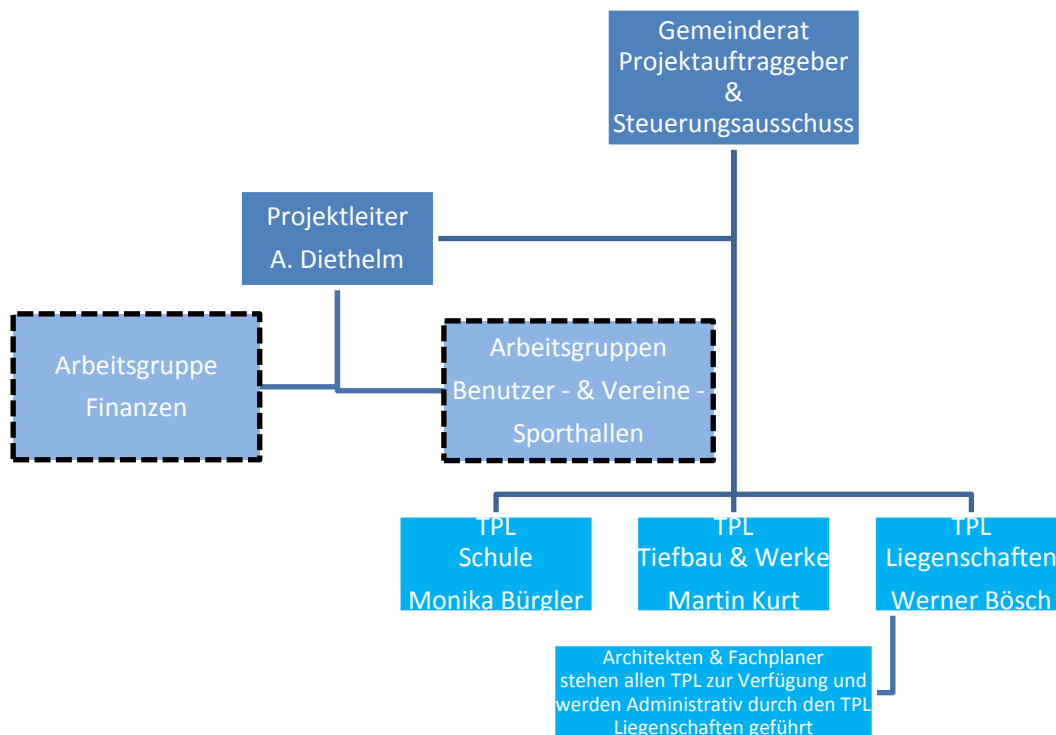 Gemeinderat
Projektauftraggeber
&
Steuerungsausschuss
Projektleiter
A. Diethelm
Arbeitsgruppe
Finanzen
Arbeitsgruppen
Benutzer - & Vereine -
Sporthallen
TPL
Schule
Monika Bürgler
TPL
Tiefbau & Werke
Martin Kurt
TPL
Liegenschaften
Werner Bösch
Architekten & Fachplaner
stehen allen TPL zur Verfügung und
werden Administrativ durch den TPL
Liegenschaften geführt